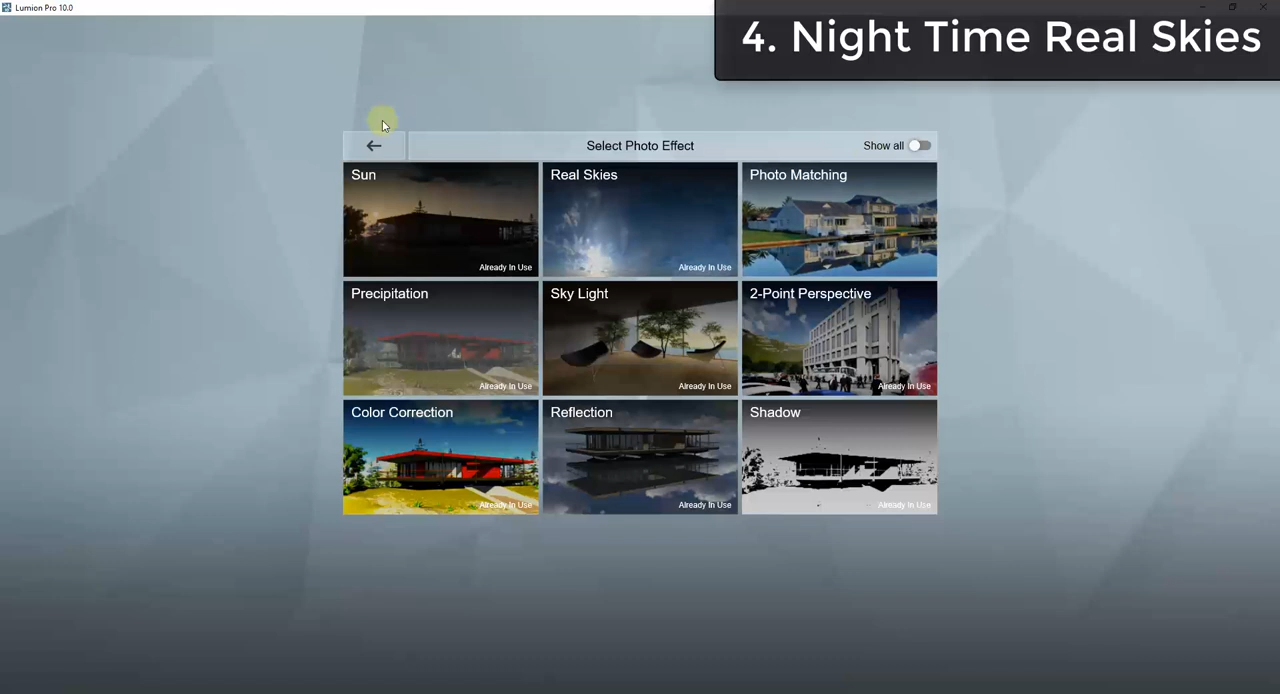 Lumion Pro 10.0
4. Night Time Real Skies
Select Photo Effect
Show all
Sun
Already In Use
Real Skies
Already In Use
Photo Matching
Precipitation
Already In Use
Sky Light
Already In Use
2-Point Perspective
Already In Use
Color Correction
Already In Use
Reflection
Already In Use
Shadow
Already In Use